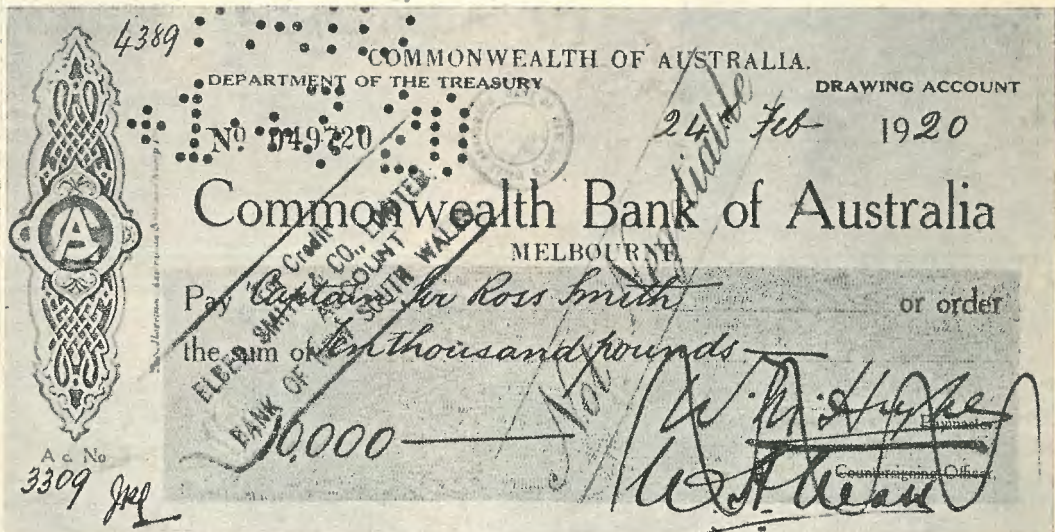 4389
COMMONWEALTH OF AUSTRALIA.
DEPARTMENT OF THE TREASURY
DRAWING ACCOUNT
No 049720
24th Feb 1920
Commonwealth Bank of Australia
MELBOURNE
Pay Captain Sir Ross Smith or order
the sum of ten thousand pounds
10,000
Not Negotiable
For Credit
ELDER SMITH & CO., LIMITED
ACCOUNT
BANK OF NEW SOUTH WALES
W. M. Hughes
Paymaster
Countersigning Officer.
A
A c. No
3309